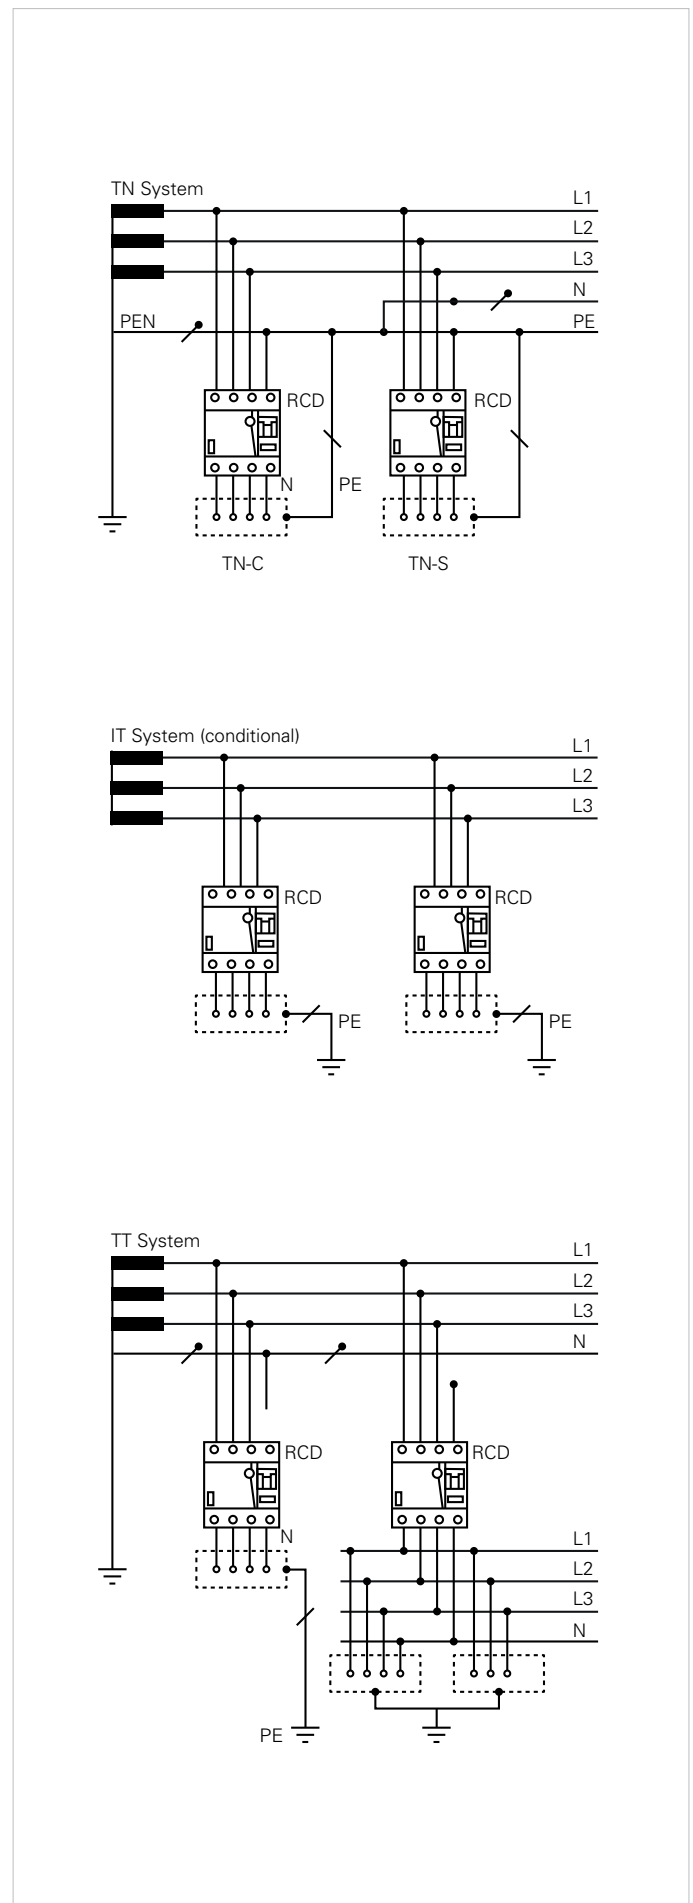 TN System
L1
L2
L3
N
PEN
PE
RCD
RCD
N
PE
TN-C
TN-S
IT System (conditional)
L1
L2
L3
RCD
RCD
PE
PE
TT System
L1
L2
L3
N
RCD
RCD
N
L1
L2
L3
N
PE